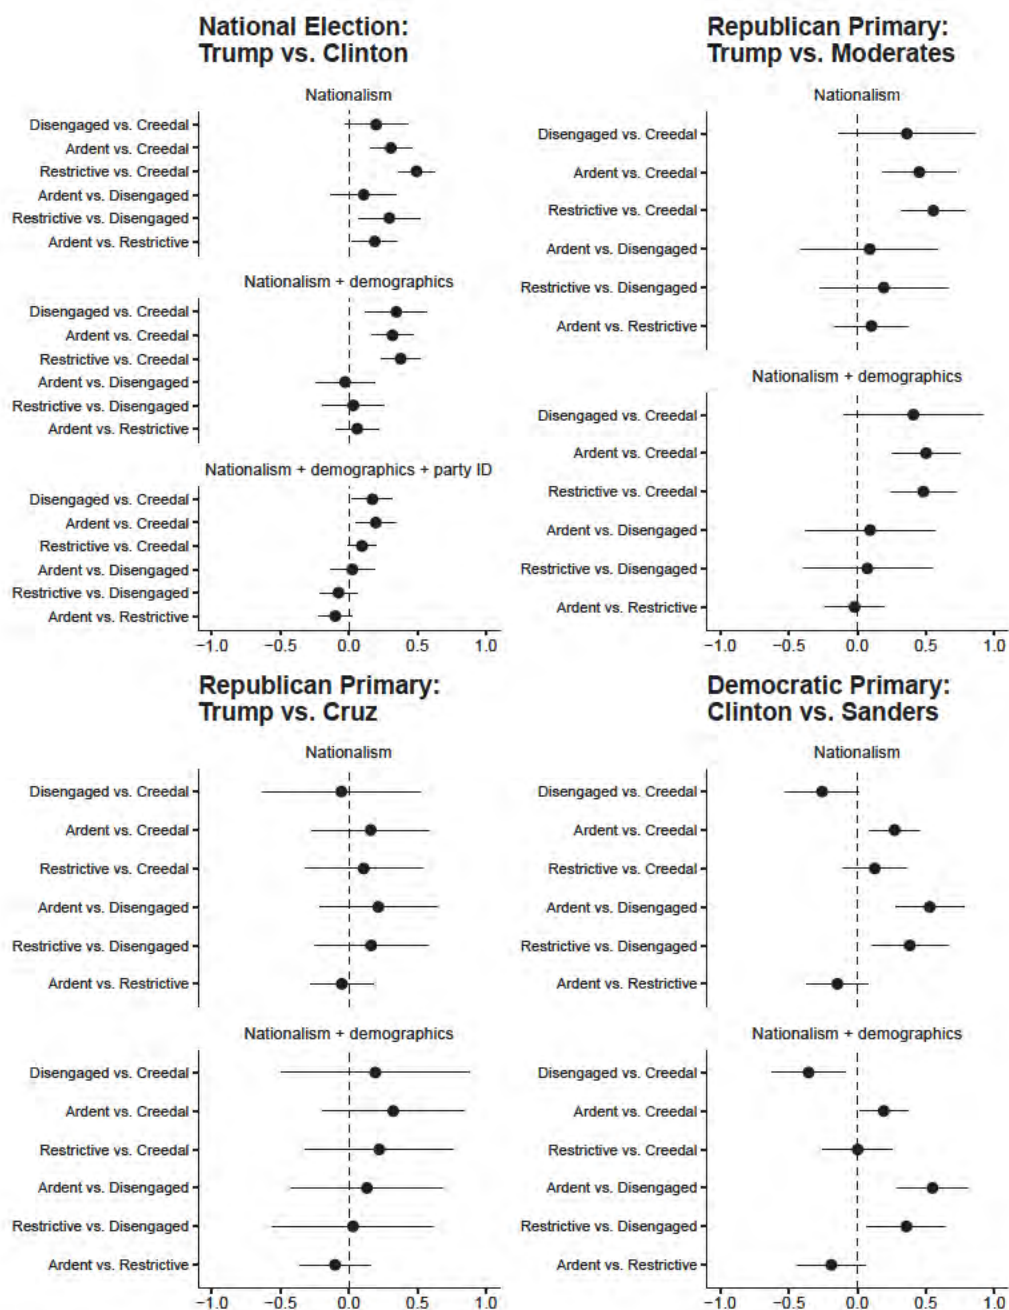 National Election:
Trump vs. Clinton
Nationalism
Disengaged vs. Creedal
Ardent vs. Creedal
Restrictive vs. Creedal
Ardent vs. Disengaged
Restrictive vs. Disengaged
Ardent vs. Restrictive
Nationalism + demographics
Disengaged vs. Creedal
Ardent vs. Creedal
Restrictive vs. Creedal
Ardent vs. Disengaged
Restrictive vs. Disengaged
Ardent vs. Restrictive
Nationalism + demographics + party ID
Disengaged vs. Creedal
Ardent vs. Creedal
Restrictive vs. Creedal
Ardent vs. Disengaged
Restrictive vs. Disengaged
Ardent vs. Restrictive
−1.0 −0.5 0.0 0.5 1.0
Republican Primary:
Trump vs. Moderates
Nationalism
Disengaged vs. Creedal
Ardent vs. Creedal
Restrictive vs. Creedal
Ardent vs. Disengaged
Restrictive vs. Disengaged
Ardent vs. Restrictive
Nationalism + demographics
Disengaged vs. Creedal
Ardent vs. Creedal
Restrictive vs. Creedal
Ardent vs. Disengaged
Restrictive vs. Disengaged
Ardent vs. Restrictive
−1.0 −0.5 0.0 0.5 1.0
Republican Primary:
Trump vs. Cruz
Nationalism
Disengaged vs. Creedal
Ardent vs. Creedal
Restrictive vs. Creedal
Ardent vs. Disengaged
Restrictive vs. Disengaged
Ardent vs. Restrictive
Nationalism + demographics
Disengaged vs. Creedal
Ardent vs. Creedal
Restrictive vs. Creedal
Ardent vs. Disengaged
Restrictive vs. Disengaged
Ardent vs. Restrictive
−1.0 −0.5 0.0 0.5 1.0
Democratic Primary:
Clinton vs. Sanders
Nationalism
Disengaged vs. Creedal
Ardent vs. Creedal
Restrictive vs. Creedal
Ardent vs. Disengaged
Restrictive vs. Disengaged
Ardent vs. Restrictive
Nationalism + demographics
Disengaged vs. Creedal
Ardent vs. Creedal
Restrictive vs. Creedal
Ardent vs. Disengaged
Restrictive vs. Disengaged
Ardent vs. Restrictive
−1.0 −0.5 0.0 0.5 1.0